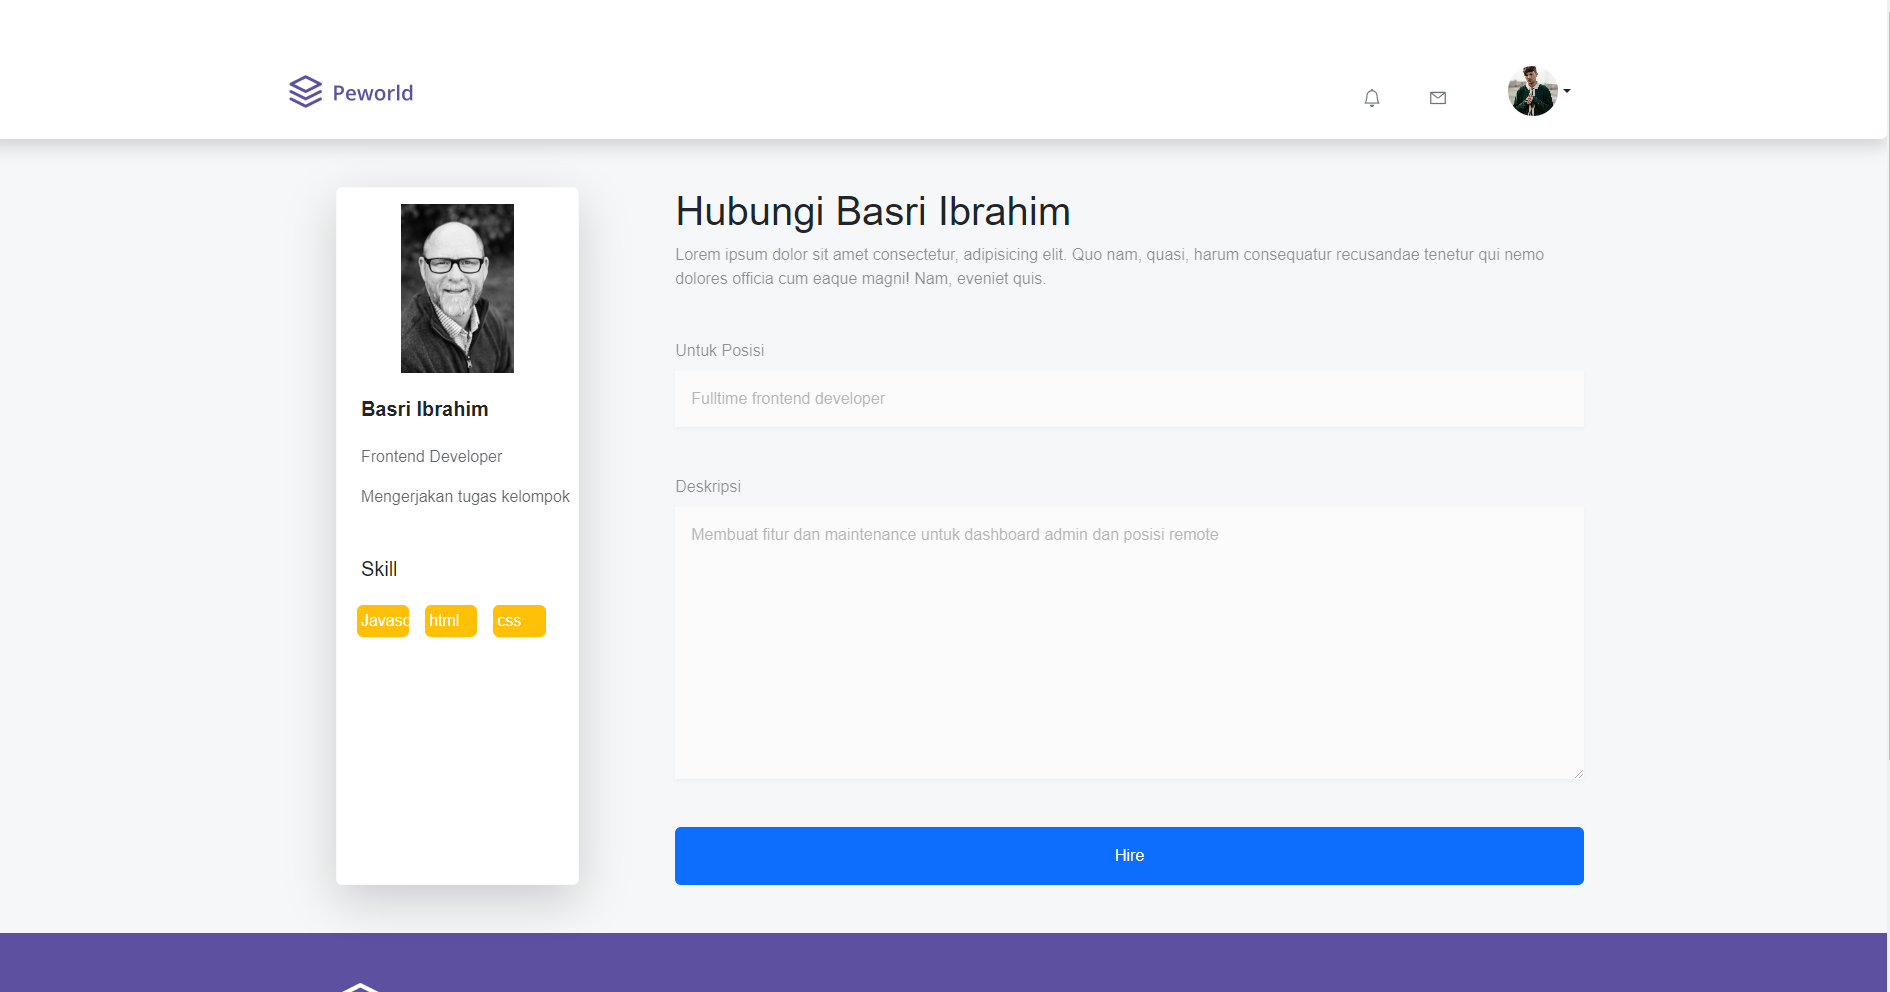 Peworld
Basri Ibrahim
Frontend Developer
Mengerjakan tugas kelompok
Skill
Javasc
html
css
Hubungi Basri Ibrahim
Lorem ipsum dolor sit amet consectetur, adipisicing elit. Quo nam, quasi, harum consequatur recusandae tenetur qui nemo
dolores officia cum eaque magni! Nam, eveniet quis.
Untuk Posisi
Fulltime frontend developer
Deskripsi
Membuat fitur dan maintenance untuk dashboard admin dan posisi remote
Hire